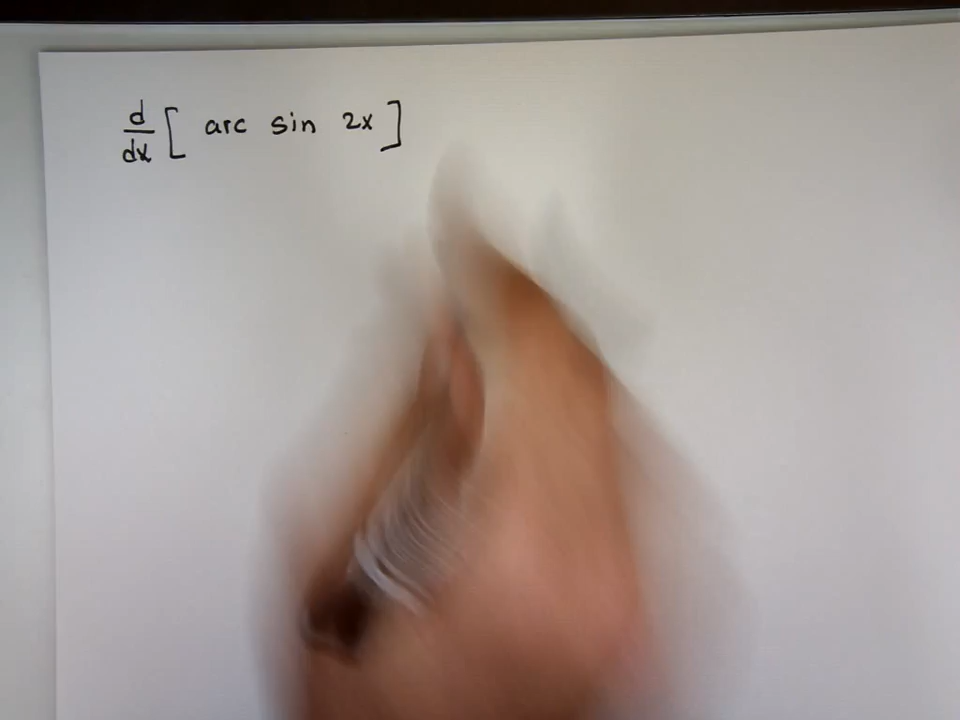 d/dx [ arc sin 2x ]